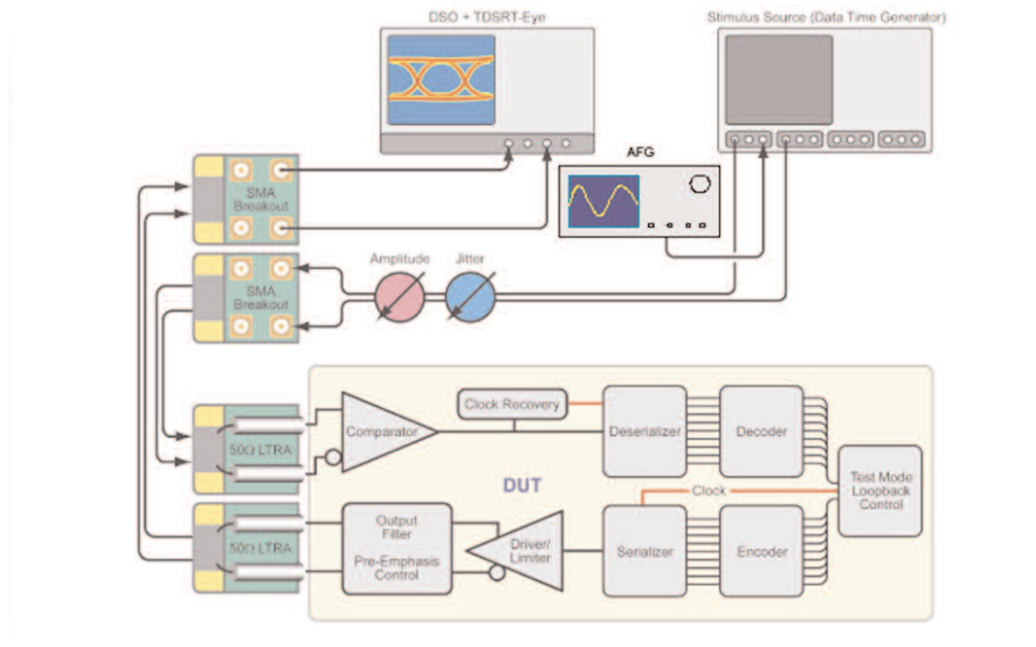 DSO + TDSRT-Eye
Stimulus Source (Data Time Generator)
AFG
SMA
Breakout
SMA
Breakout
Amplitude
Jitter
50Ω LTRA
Comparator
Clock Recovery
Deserializer
Decoder
DUT
Clock
Test Mode
Loopback
Control
50Ω LTRA
Output
Filter
Pre-Emphasis
Control
Driver/
Limiter
Serializer
Encoder